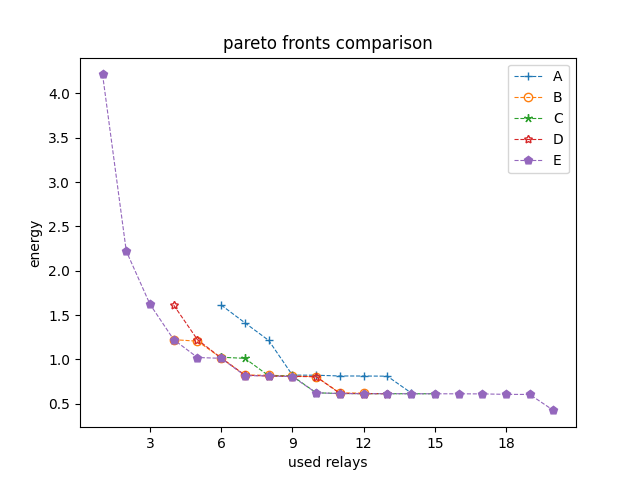 pareto fronts comparison
A
B
C
D
E
energy
4.0
3.5
3.0
2.5
2.0
1.5
1.0
0.5
3 6 9 12 15 18
used relays